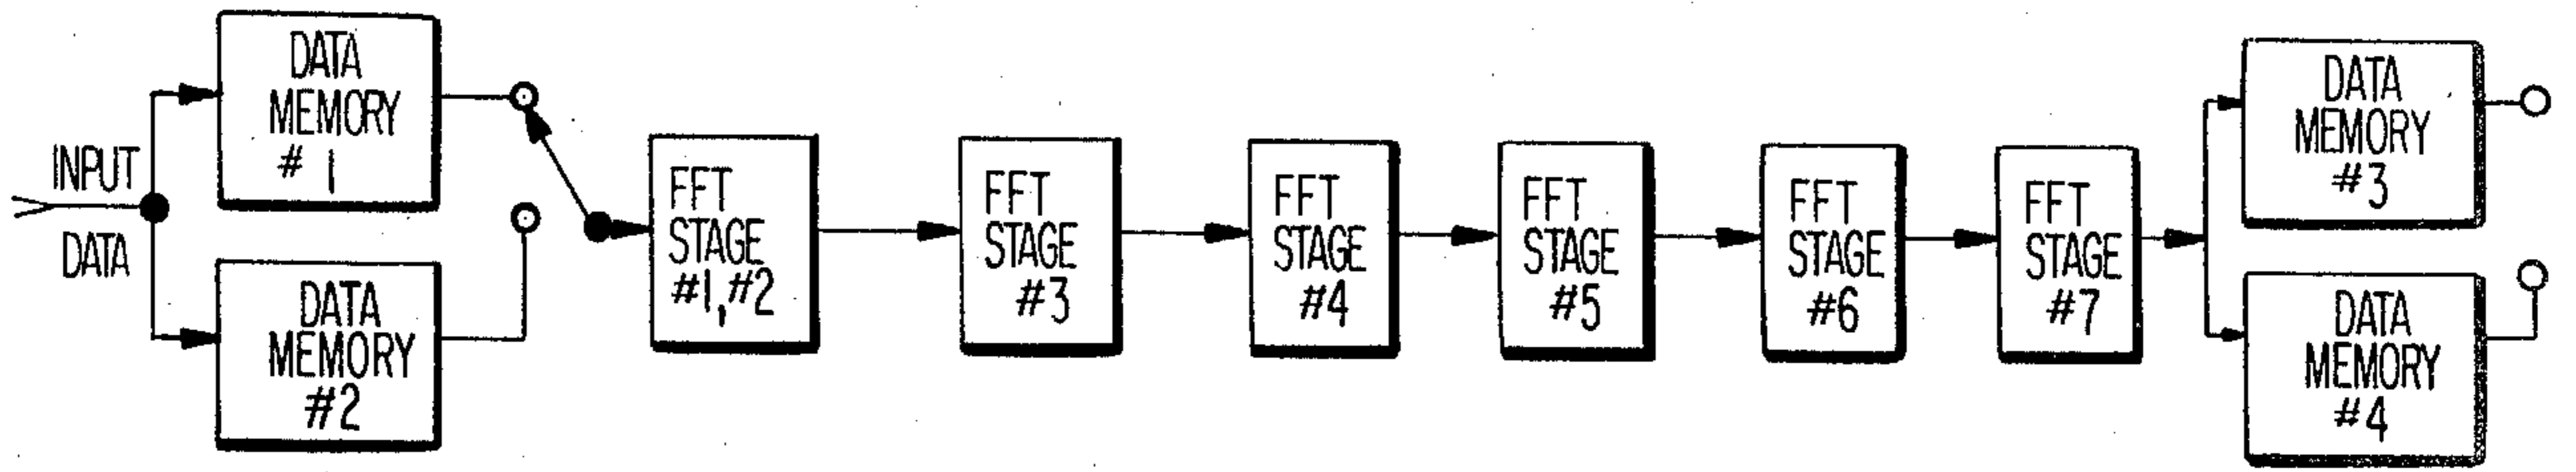 INPUT
DATA
DATA
MEMORY
# 1
DATA
MEMORY
#2
FFT
STAGE
#1,#2
FFT
STAGE
#3
FFT
STAGE
#4
FFT
STAGE
#5
FFT
STAGE
#6
FFT
STAGE
#7
DATA
MEMORY
#3
DATA
MEMORY
#4